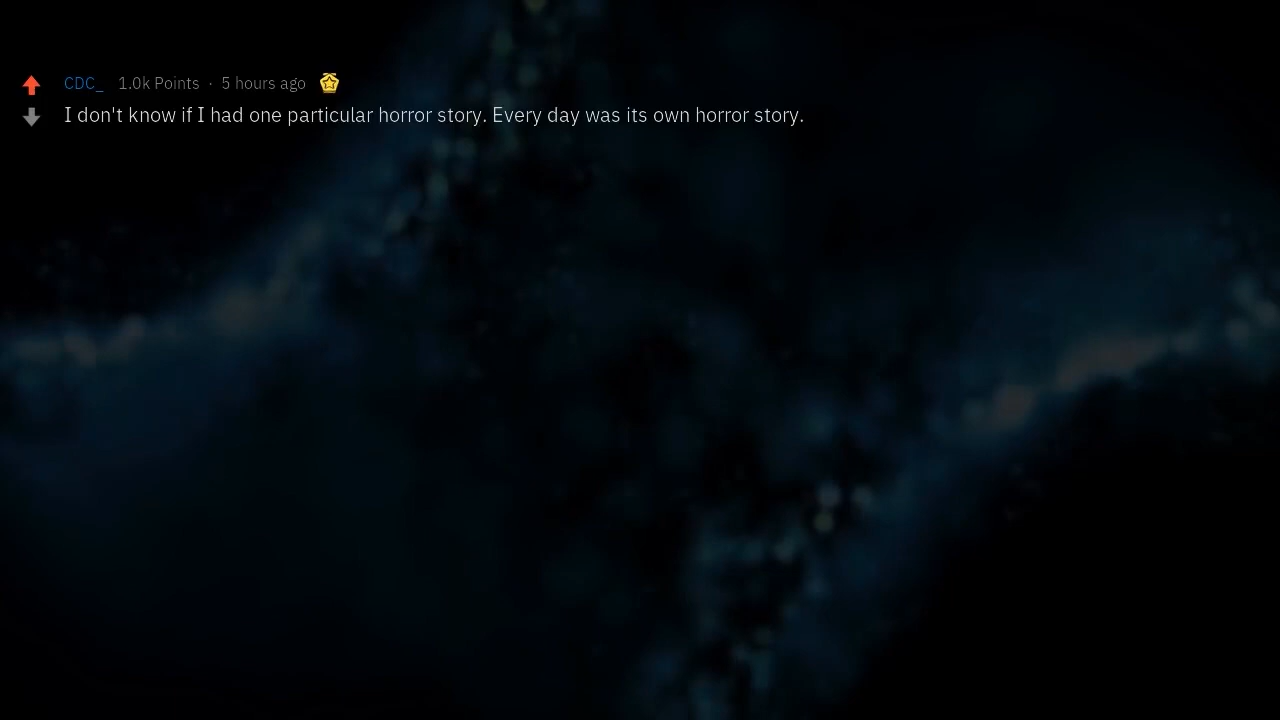 CDC_ 1.0k Points · 5 hours ago
I don't know if I had one particular horror story. Every day was its own horror story.